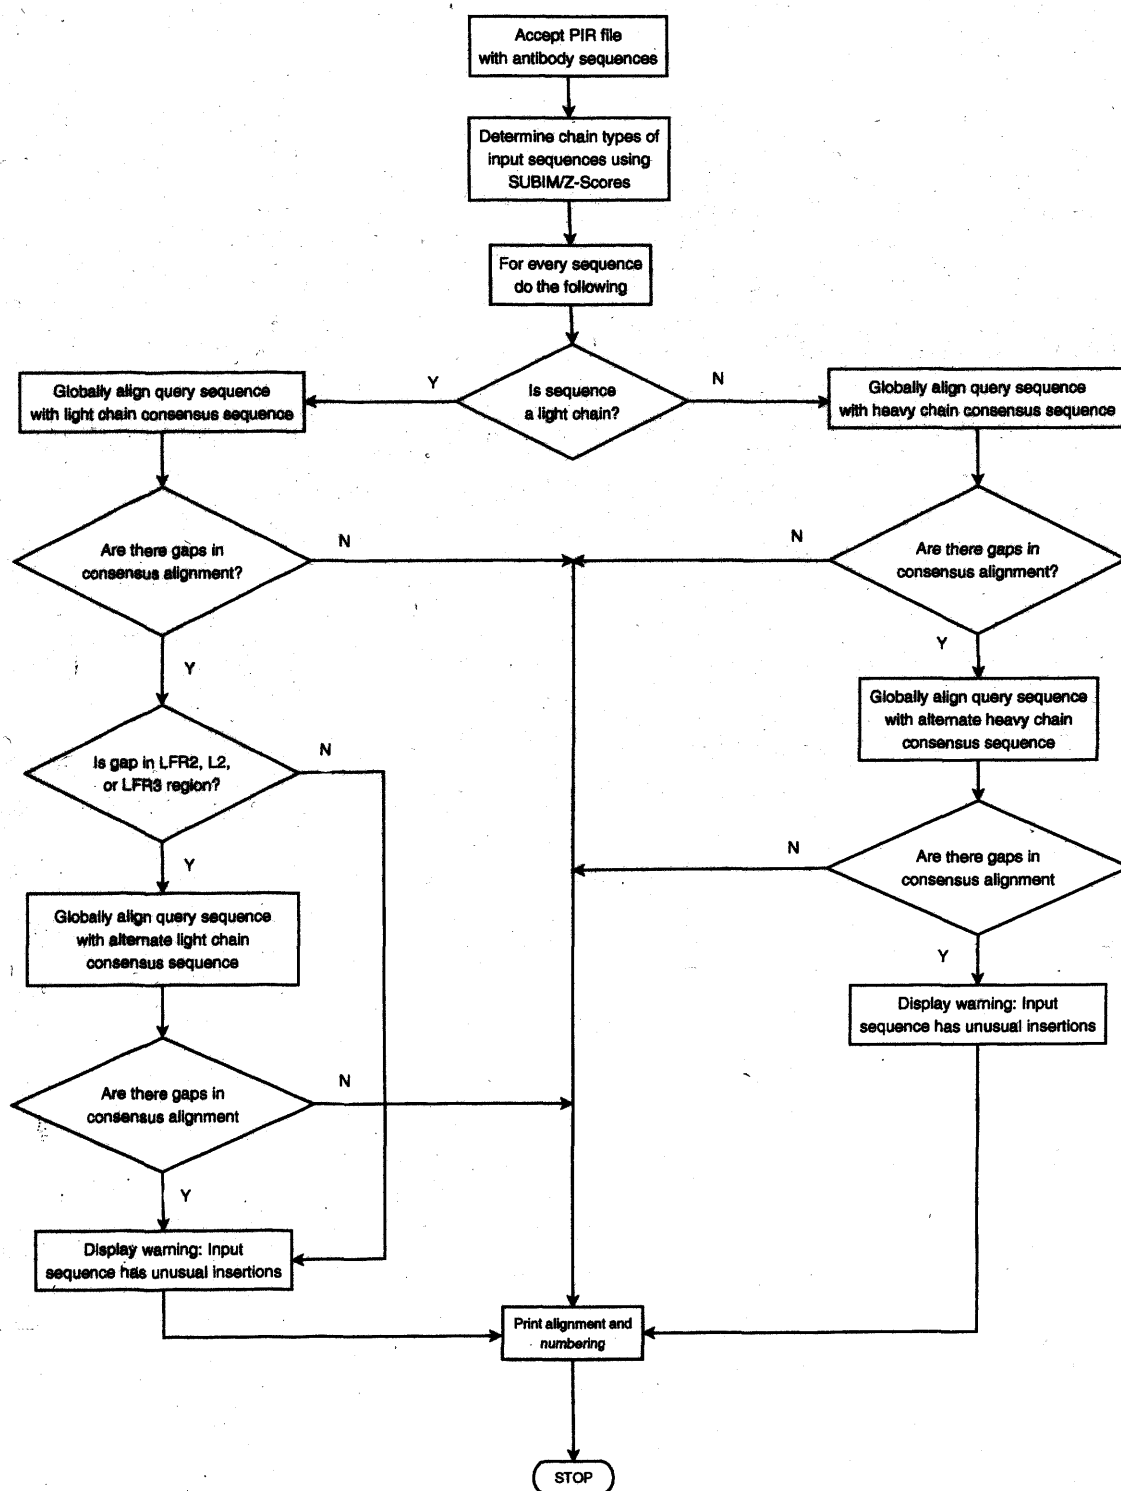 Accept PIR file
with antibody sequences
Determine chain types of
input sequences using
SUBIM/Z-Scores
For every sequence
do the following
Is sequence
a light chain?
Y
N
Globally align query sequence
with light chain consensus sequence
Globally align query sequence
with heavy chain consensus sequence
Are there gaps in
consensus alignment?
N
N
Are there gaps in
consensus alignment?
Y
Y
Globally align query sequence
with alternate heavy chain
consensus sequence
Is gap in LFR2, L2,
or LFR3 region?
N
Y
N
Are there gaps in
consensus alignment
Globally align query sequence
with alternate light chain
consensus sequence
Y
Display warning: Input
sequence has unusual insertions
Are there gaps in
consensus alignment
N
Y
Display warning: Input
sequence has unusual insertions
Print alignment and
numbering
STOP